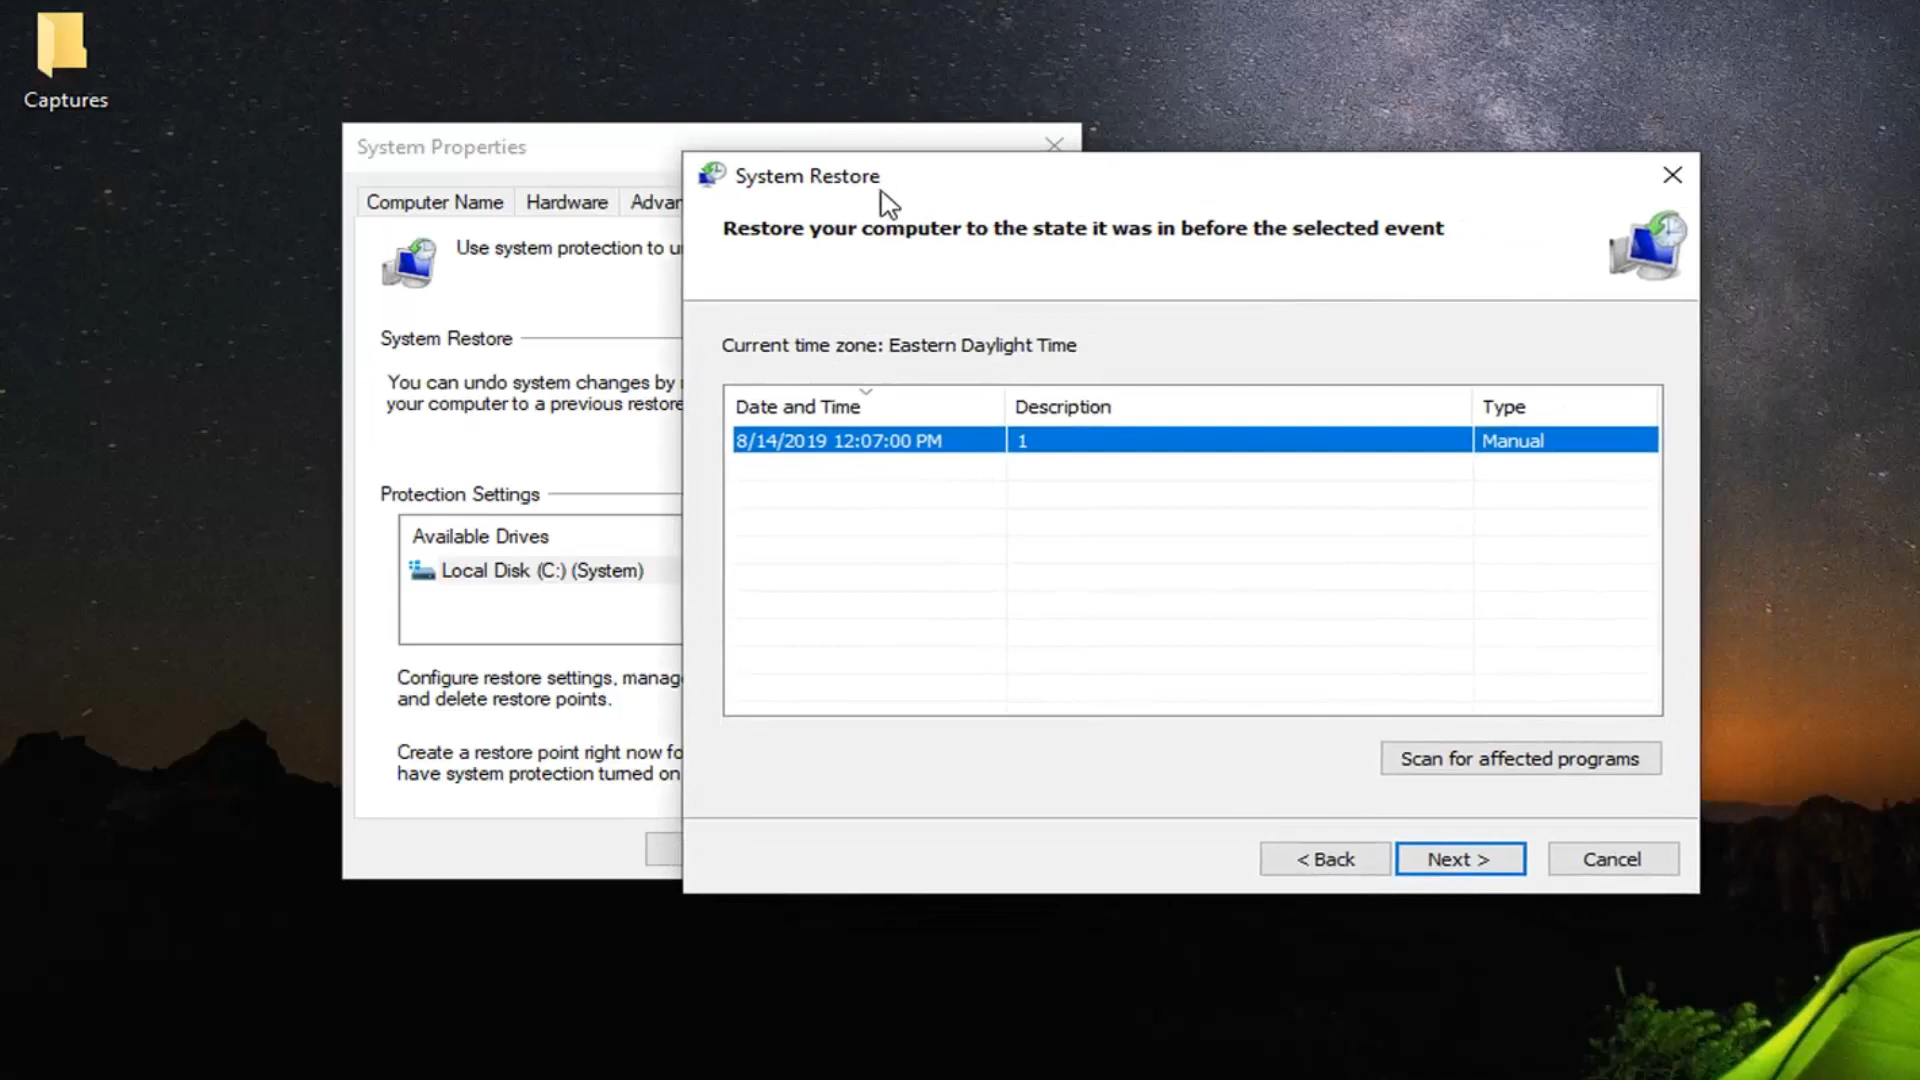 Captures
System Properties
Computer Name
Hardware
Advan
Use system protection to u
System Restore
You can undo system changes by
your computer to a previous restore
Protection Settings
Available Drives
Local Disk (C:) (System)
Configure restore settings, manag
and delete restore points.
Create a restore point right now fo
have system protection turned on
System Restore
Restore your computer to the state it was in before the selected event
Current time zone: Eastern Daylight Time
Date and Time
Description
Type
8/14/2019 12:07:00 PM
1
Manual
Scan for affected programs
< Back
Next >
Cancel